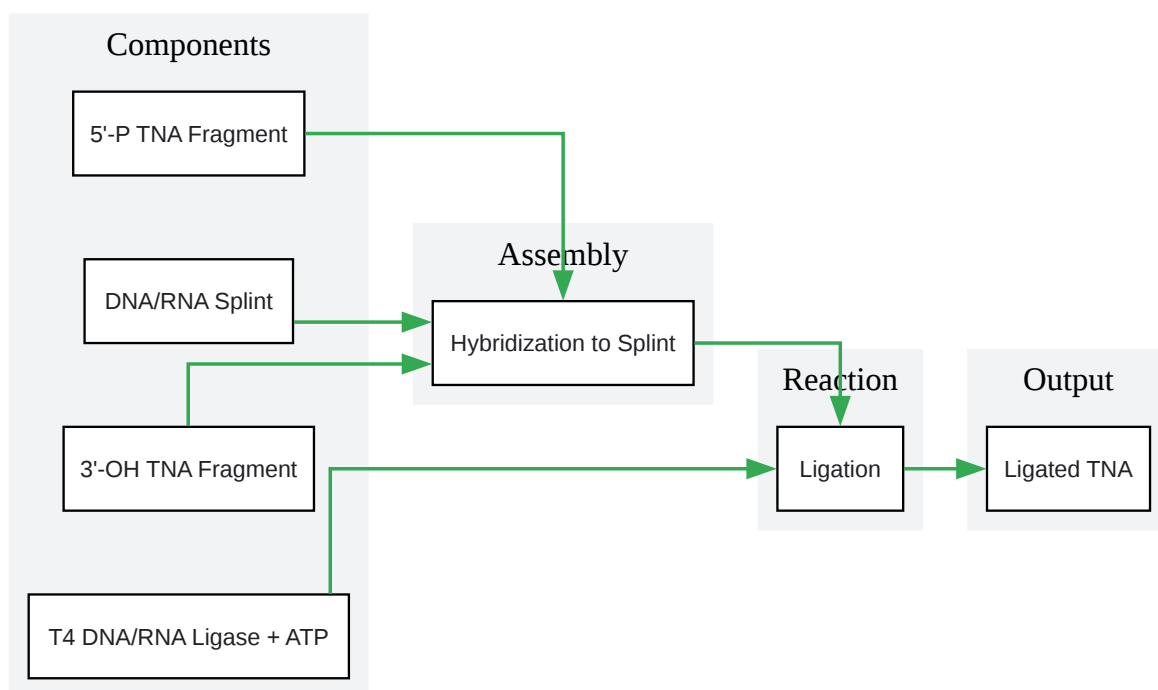 Components
5'-P TNA Fragment
DNA/RNA Splint
3'-OH TNA Fragment
T4 DNA/RNA Ligase + ATP
Assembly
Hybridization to Splint
Reaction
Ligation
Output
Ligated TNA